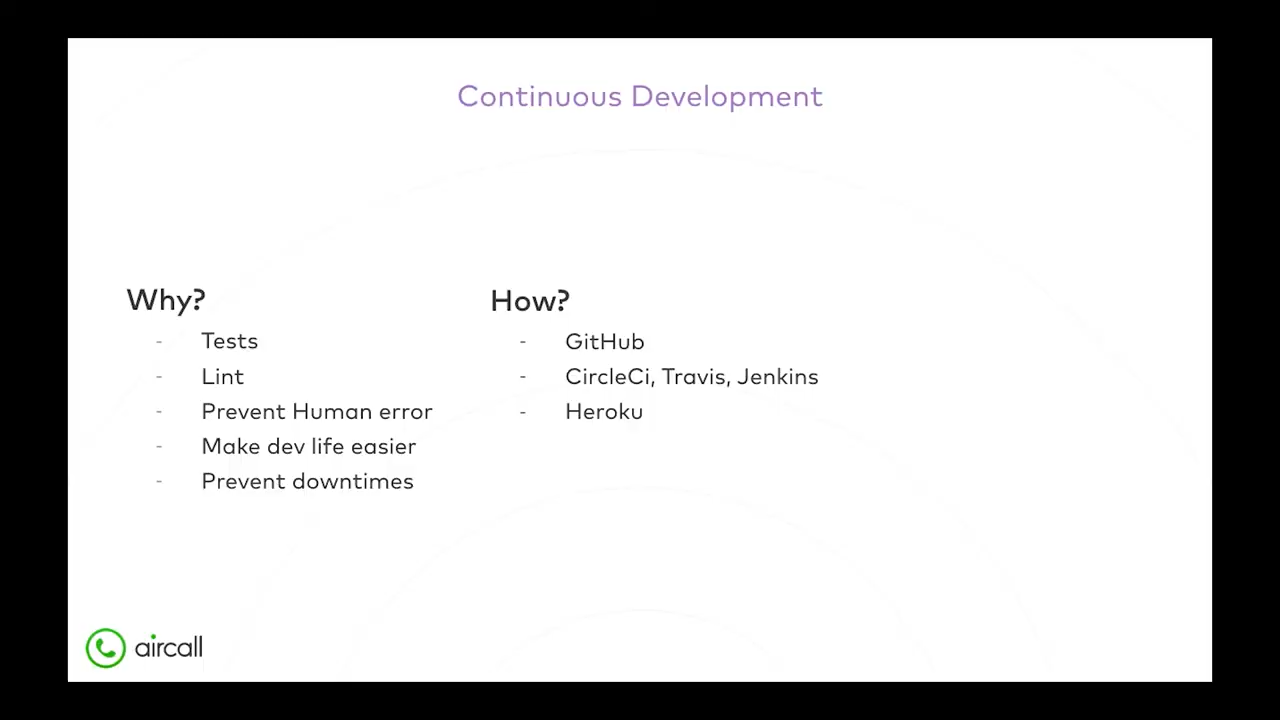 Continuous Development
Why?
- Tests
- Lint
- Prevent Human error
- Make dev life easier
- Prevent downtimes
How?
- GitHub
- CircleCi, Travis, Jenkins
- Heroku
aircall